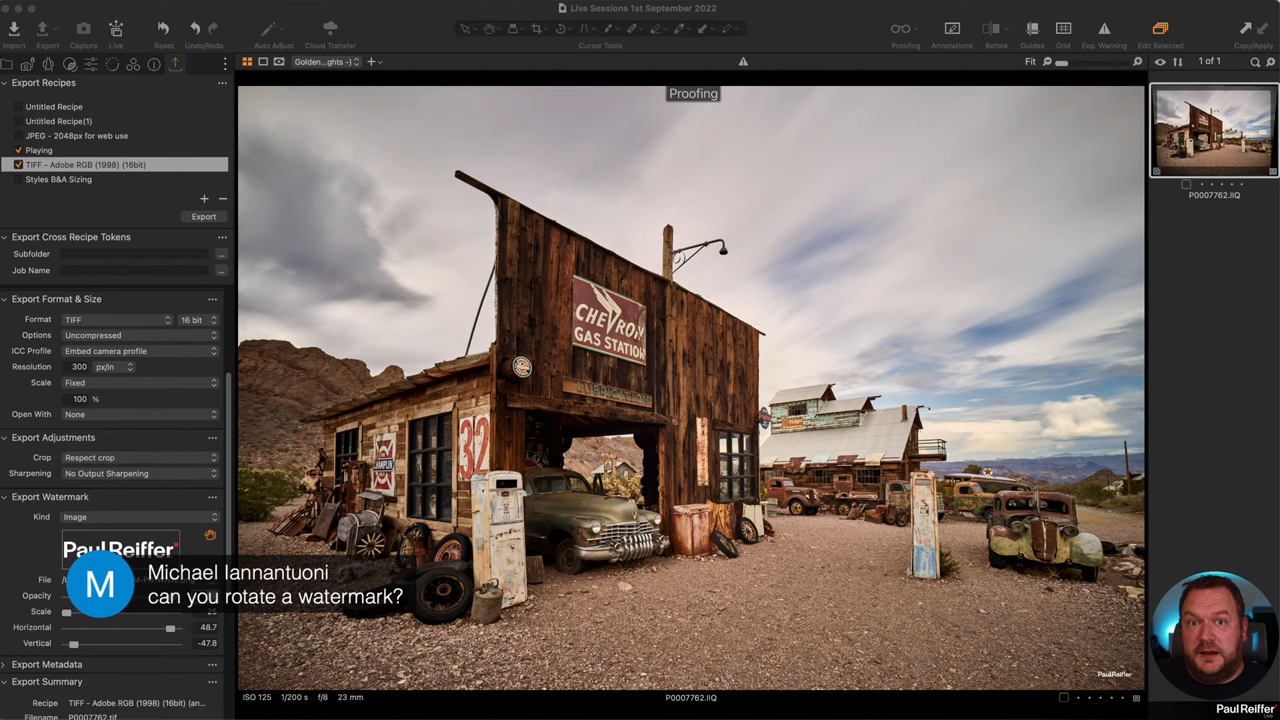 Live Sessions 1st September 2022
Import
Export
Capture
Live
Reset
Undo/Redo
Auto Adjust
Cloud Transfer
Cursor Tools
Proofing
Annotations
Before
Guides
Grid
Exp. Warning
Edit Selected
Copy/Apply
Golden...ghts -)
Fit
1 of 1
Export Recipes
Untitled Recipe
Untitled Recipe(1)
JPEG - 2048px for web use
Playing
TIFF - Adobe RGB (1998) (16bit)
Styles B&A Sizing
Export
Export Cross Recipe Tokens
Subfolder
Job Name
Export Format & Size
Format TIFF 16 bit
Options Uncompressed
ICC Profile Embed camera profile
Resolution 300 px/in
Scale Fixed
100 %
Open With None
Export Adjustments
Crop Respect crop
Sharpening No Output Sharpening
Export Watermark
Kind Image
PaulReiffer
File
Opacity
Scale
Horizontal 48.7
Vertical -47.8
Export Metadata
Export Summary
Recipe TIFF - Adobe RGB (1998) (16bit) (an...
Filename P0007762.tif
M
Michael Iannantuoni
can you rotate a watermark?
Proofing
CHEVRON
GAS STATION
LUBRICATION
32
CHAMPLIN
PaulReiffer
ISO 125 1/200 s f/8 23 mm
P0007762.IIQ
P0007762.IIQ
PaulReiffer
Live